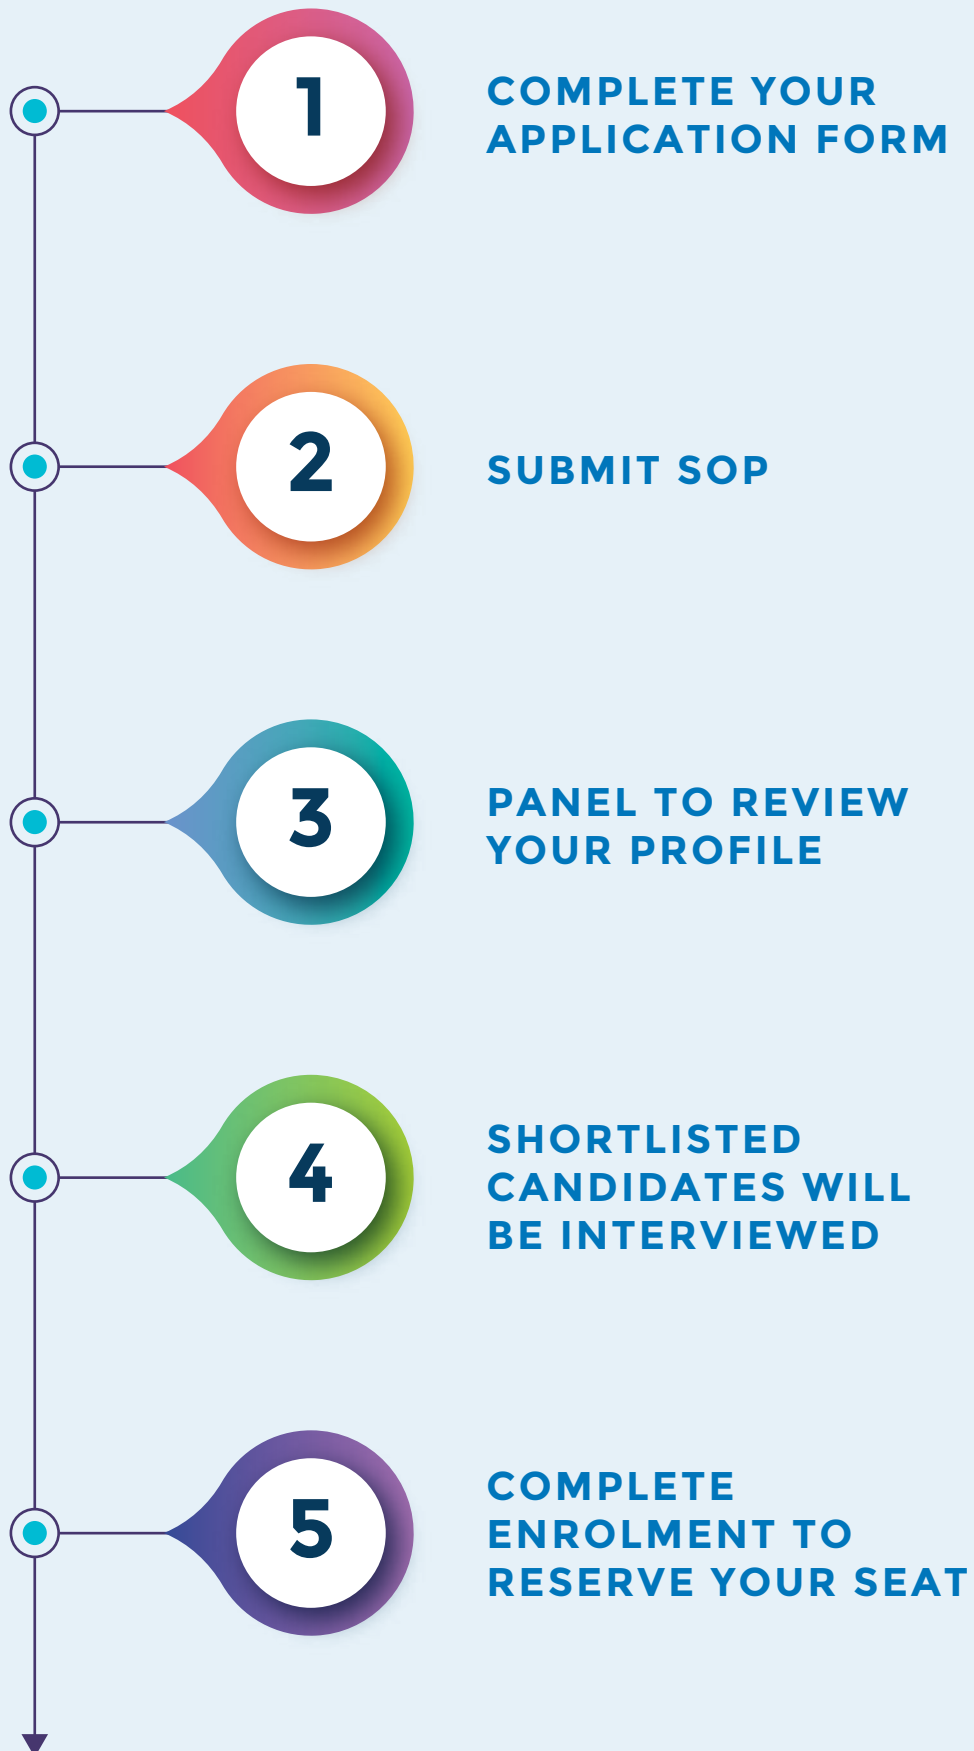 1
COMPLETE YOUR
APPLICATION FORM
2
SUBMIT SOP
3
PANEL TO REVIEW
YOUR PROFILE
4
SHORTLISTED
CANDIDATES WILL
BE INTERVIEWED
5
COMPLETE
ENROLMENT TO
RESERVE YOUR SEAT